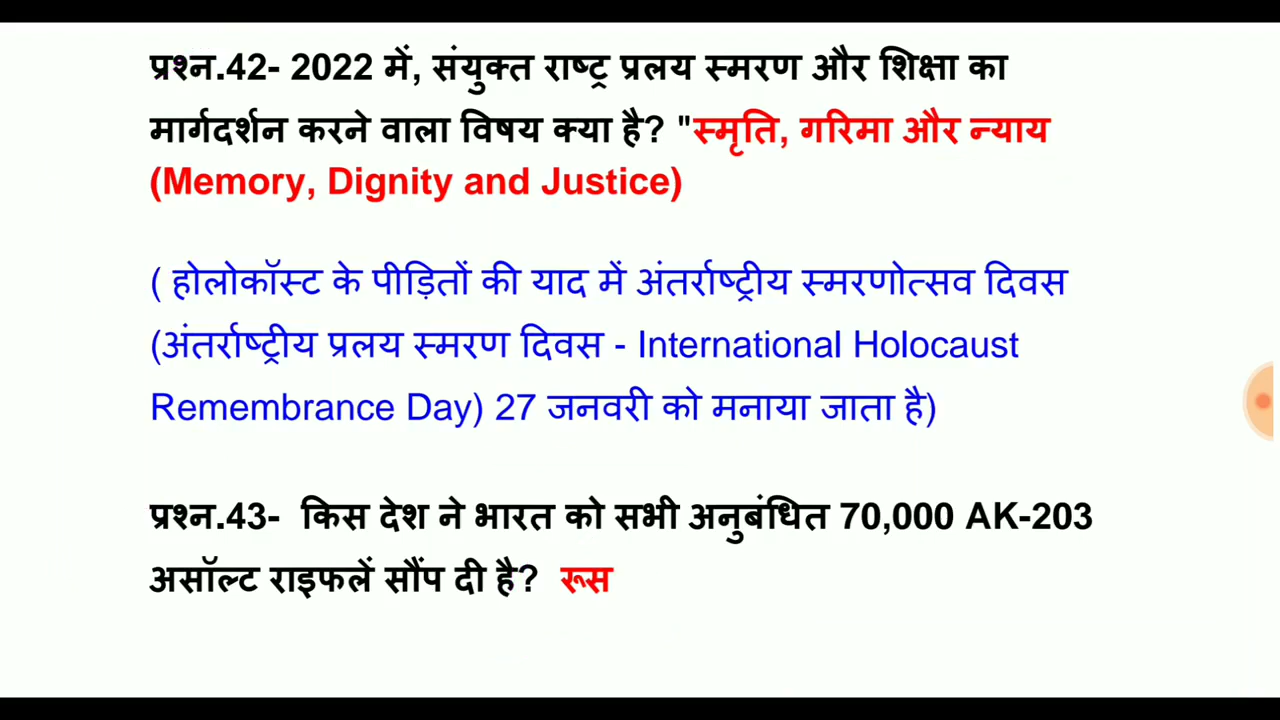 प्रश्न.42- 2022 में, संयुक्त राष्ट्र प्रलय स्मरण और शिक्षा का
मार्गदर्शन करने वाला विषय क्या है? "स्मृति, गरिमा और न्याय
(Memory, Dignity and Justice)
( होलोकॉस्ट के पीड़ितों की याद में अंतर्राष्ट्रीय स्मरणोत्सव दिवस
(अंतर्राष्ट्रीय प्रलय स्मरण दिवस - International Holocaust
Remembrance Day) 27 जनवरी को मनाया जाता है)
प्रश्न.43-  किस देश ने भारत को सभी अनुबंधित 70,000 AK-203
असॉल्ट राइफलें सौंप दी है?  रूस